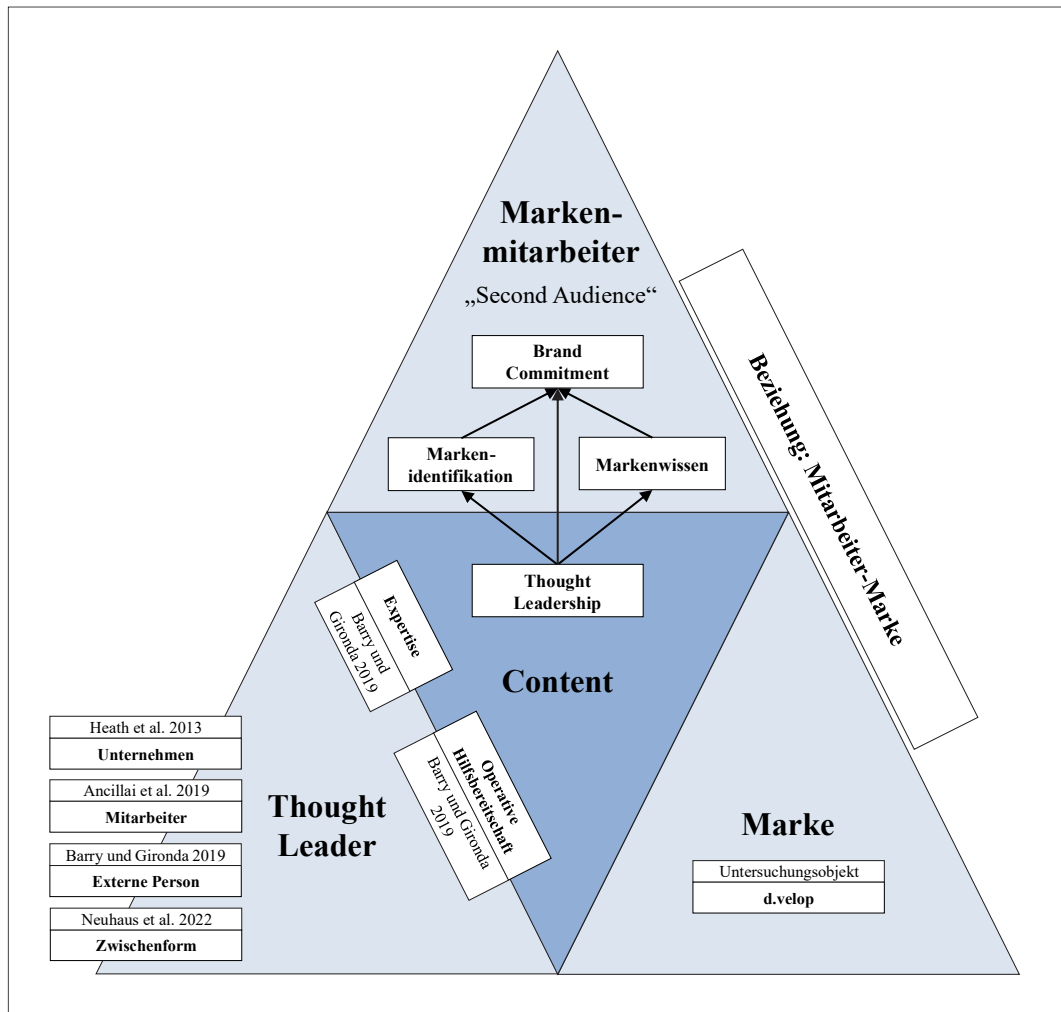 Marken-
mitarbeiter
„Second Audience“
Brand
Commitment
Marken-
identifikation
Markenwissen
Beziehung: Mitarbeiter-Marke
Thought
Leadership
Content
Expertise
Barry und
Gironda 2019
Operative
Hilfsbereitschaft
Barry und Gironda
2019
Heath et al. 2013
Unternehmen
Ancillai et al. 2019
Mitarbeiter
Barry und Gironda 2019
Externe Person
Neuhaus et al. 2022
Zwischenform
Thought
Leader
Marke
Untersuchungsobjekt
d.velop